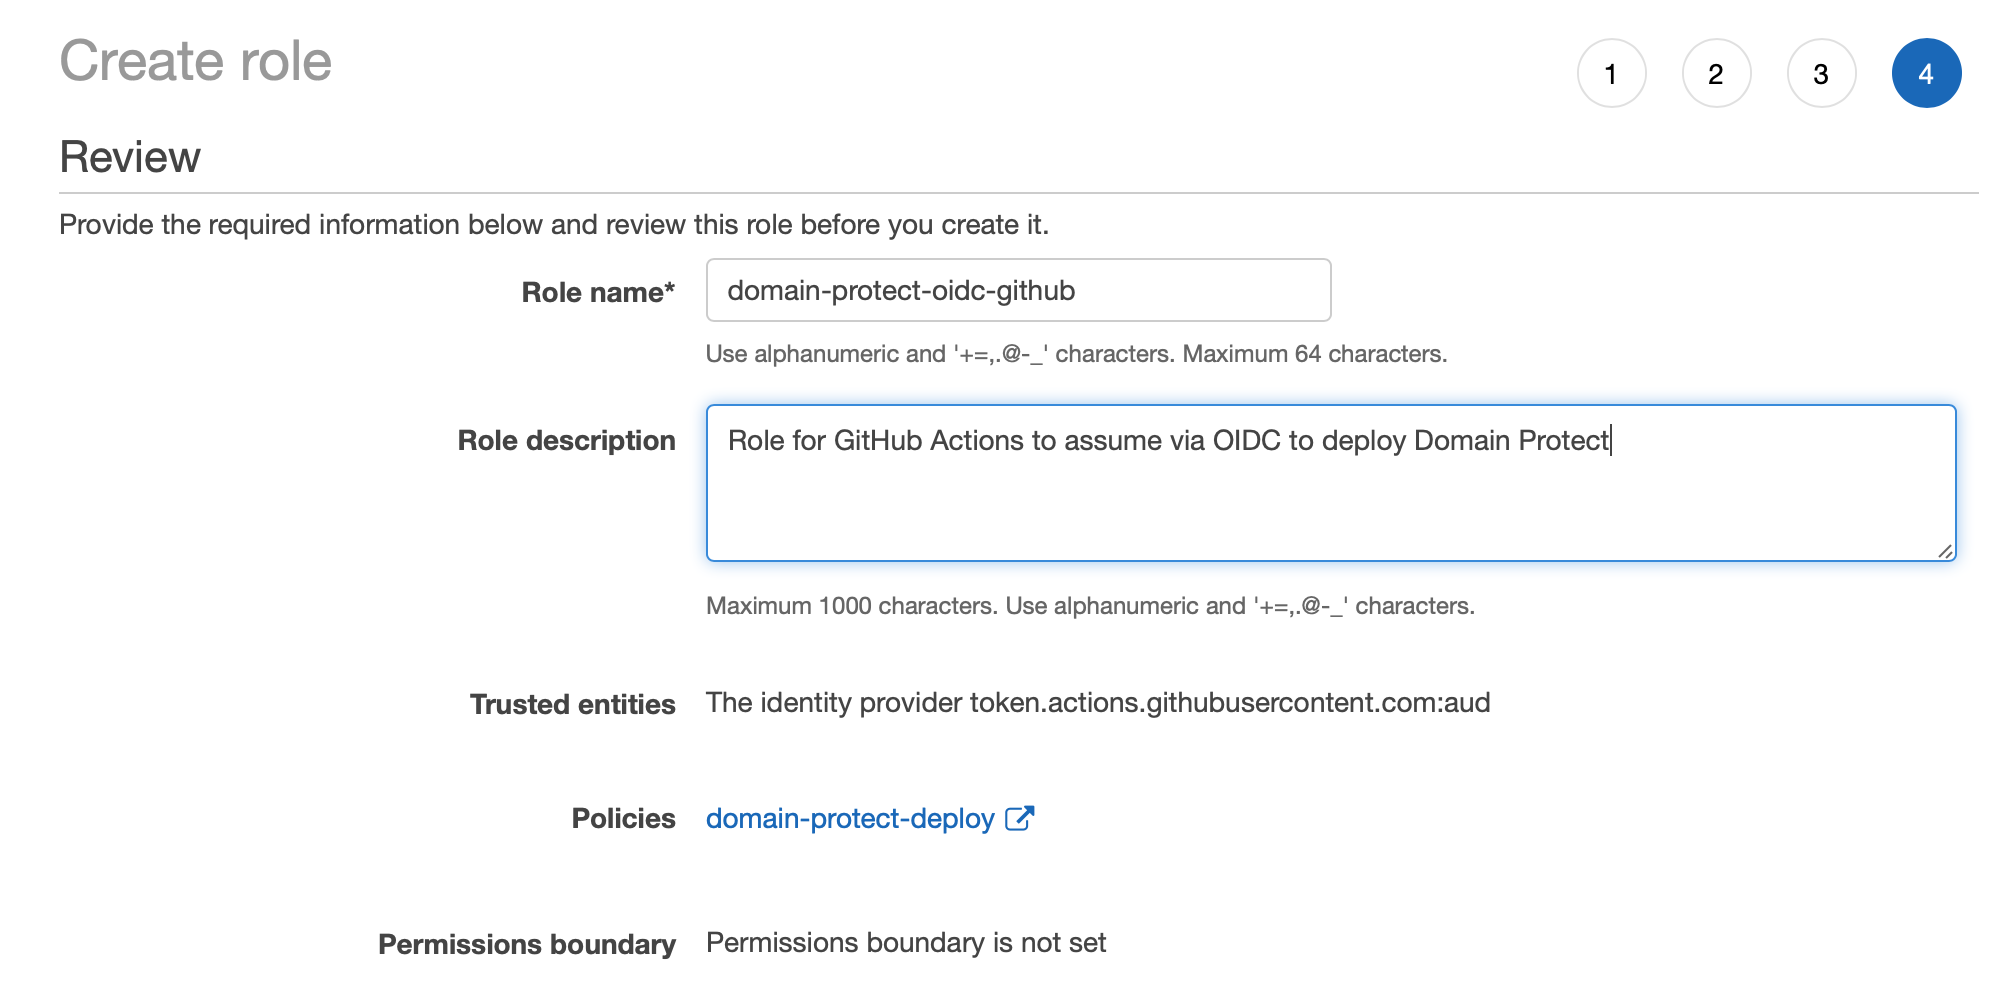 Create role
1 2 3 4
Review
Provide the required information below and review this role before you create it.
Role name* domain-protect-oidc-github
Use alphanumeric and '+=,.@-_' characters. Maximum 64 characters.
Role description Role for GitHub Actions to assume via OIDC to deploy Domain Protect
Maximum 1000 characters. Use alphanumeric and '+=,.@-_' characters.
Trusted entities The identity provider token.actions.githubusercontent.com:aud
Policies domain-protect-deploy
Permissions boundary Permissions boundary is not set